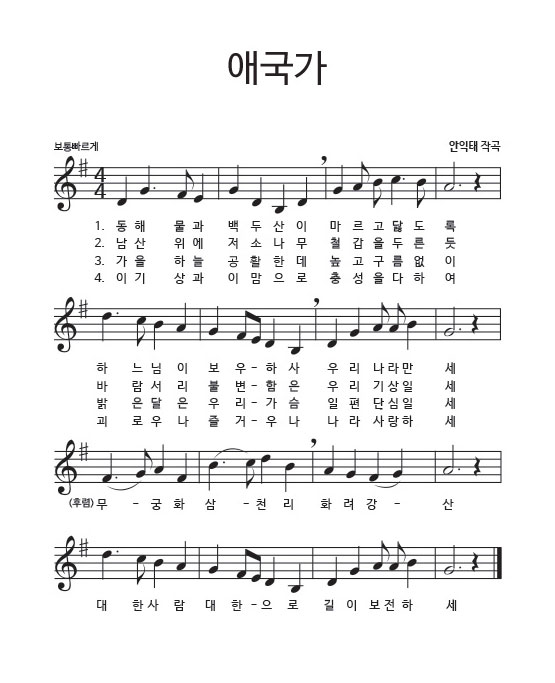 애국가
보통빠르게 안익태 작곡
4
4
1. 동 해 물 과 백 두 산 이 마 르 고 닳 도 록
2. 남 산 위 에 저 소 나 무 철 갑 을 두 른 듯
3. 가 을 하 늘 공 활 한 데 높 고 구 름 없 이
4. 이 기 상 과 이 맘 으 로 충 성 을 다 하 여
하 느 님 이 보 우 - 하 사 우 리 나 라 만 세
바 람 서 리 불 변 - 함 은 우 리 기 상 일 세
밝 은 달 은 우 리 - 가 슴 일 편 단 심 일 세
괴 로 우 나 즐 거 - 우 나 나 라 사 랑 하 세
(후렴) 무 - 궁 화 삼 - 천 리 화 려 강 - 산
대 한 사 람 대 한 - 으 로 길 이 보 전 하 세